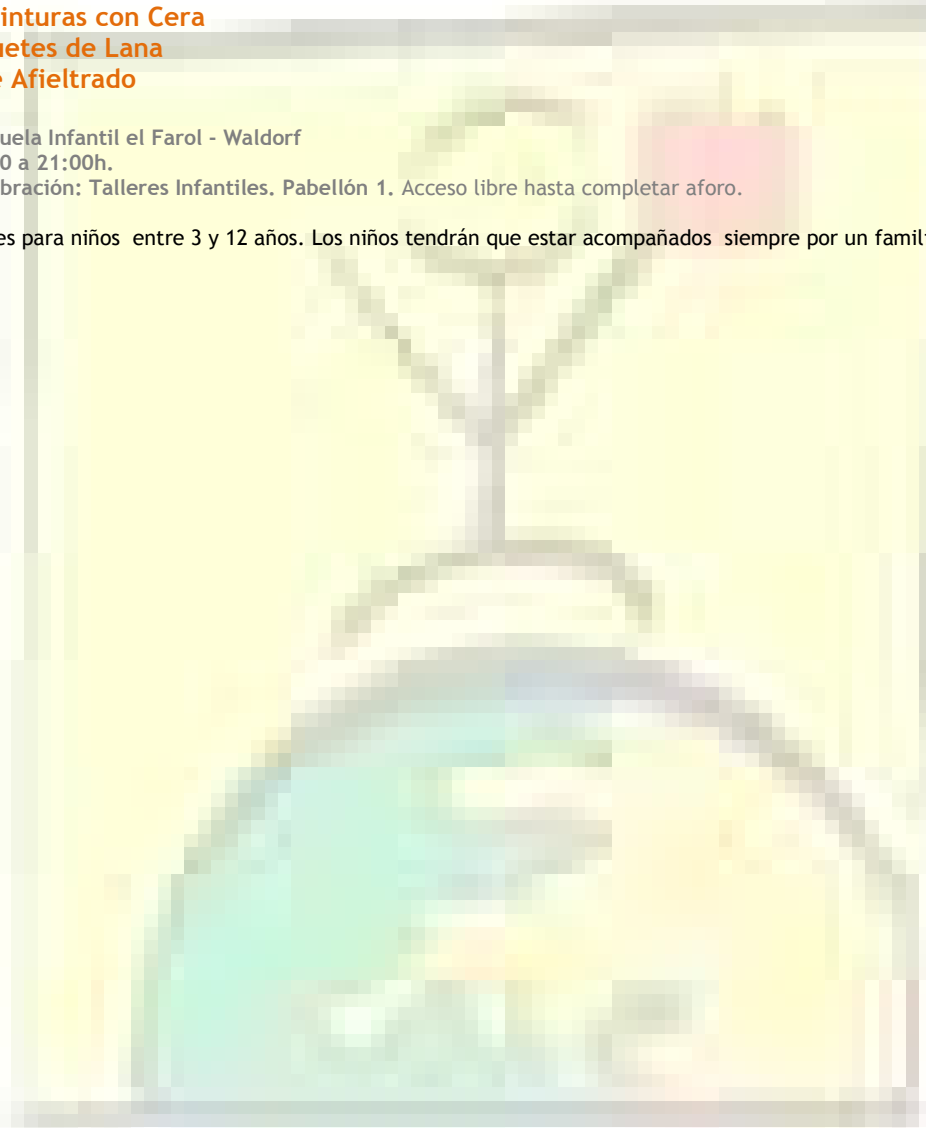 inturas con Cera
uetes de Lana
e Afieltrado
uela Infantil el Farol - Waldorf
0 a 21:00h.
bración: Talleres Infantiles. Pabellón 1. Acceso libre hasta completar aforo.
es para niños entre 3 y 12 años. Los niños tendrán que estar acompañados siempre por un famili